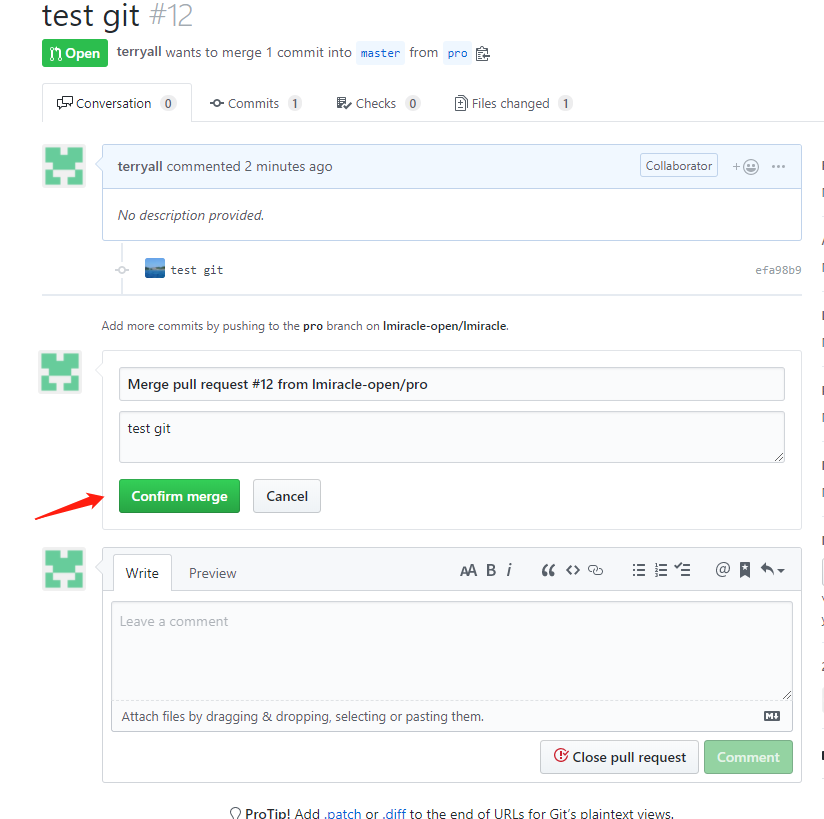 test git #12
Open terryall wants to merge 1 commit into master from pro
Conversation 0 Commits 1 Checks 0 Files changed 1
terryall commented 2 minutes ago Collaborator
No description provided.
test git efa98b9
Add more commits by pushing to the pro branch on lmiracle-open/lmiracle.
Merge pull request #12 from lmiracle-open/pro
test git
Confirm merge Cancel
Write Preview
Leave a comment
Attach files by dragging & dropping, selecting or pasting them.
Close pull request Comment
ProTip! Add .patch or .diff to the end of URLs for Git's plaintext views.